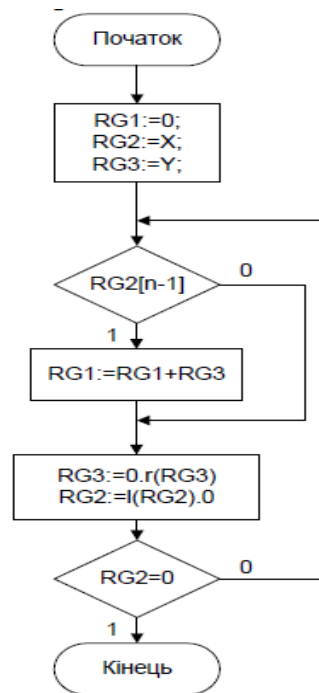 Початок
RG1:=0;
RG2:=X;
RG3:=Y;
RG2[n-1]
0
1
RG1:=RG1+RG3
RG3:=0.r(RG3)
RG2:=l(RG2).0
RG2=0
0
1
Кінець